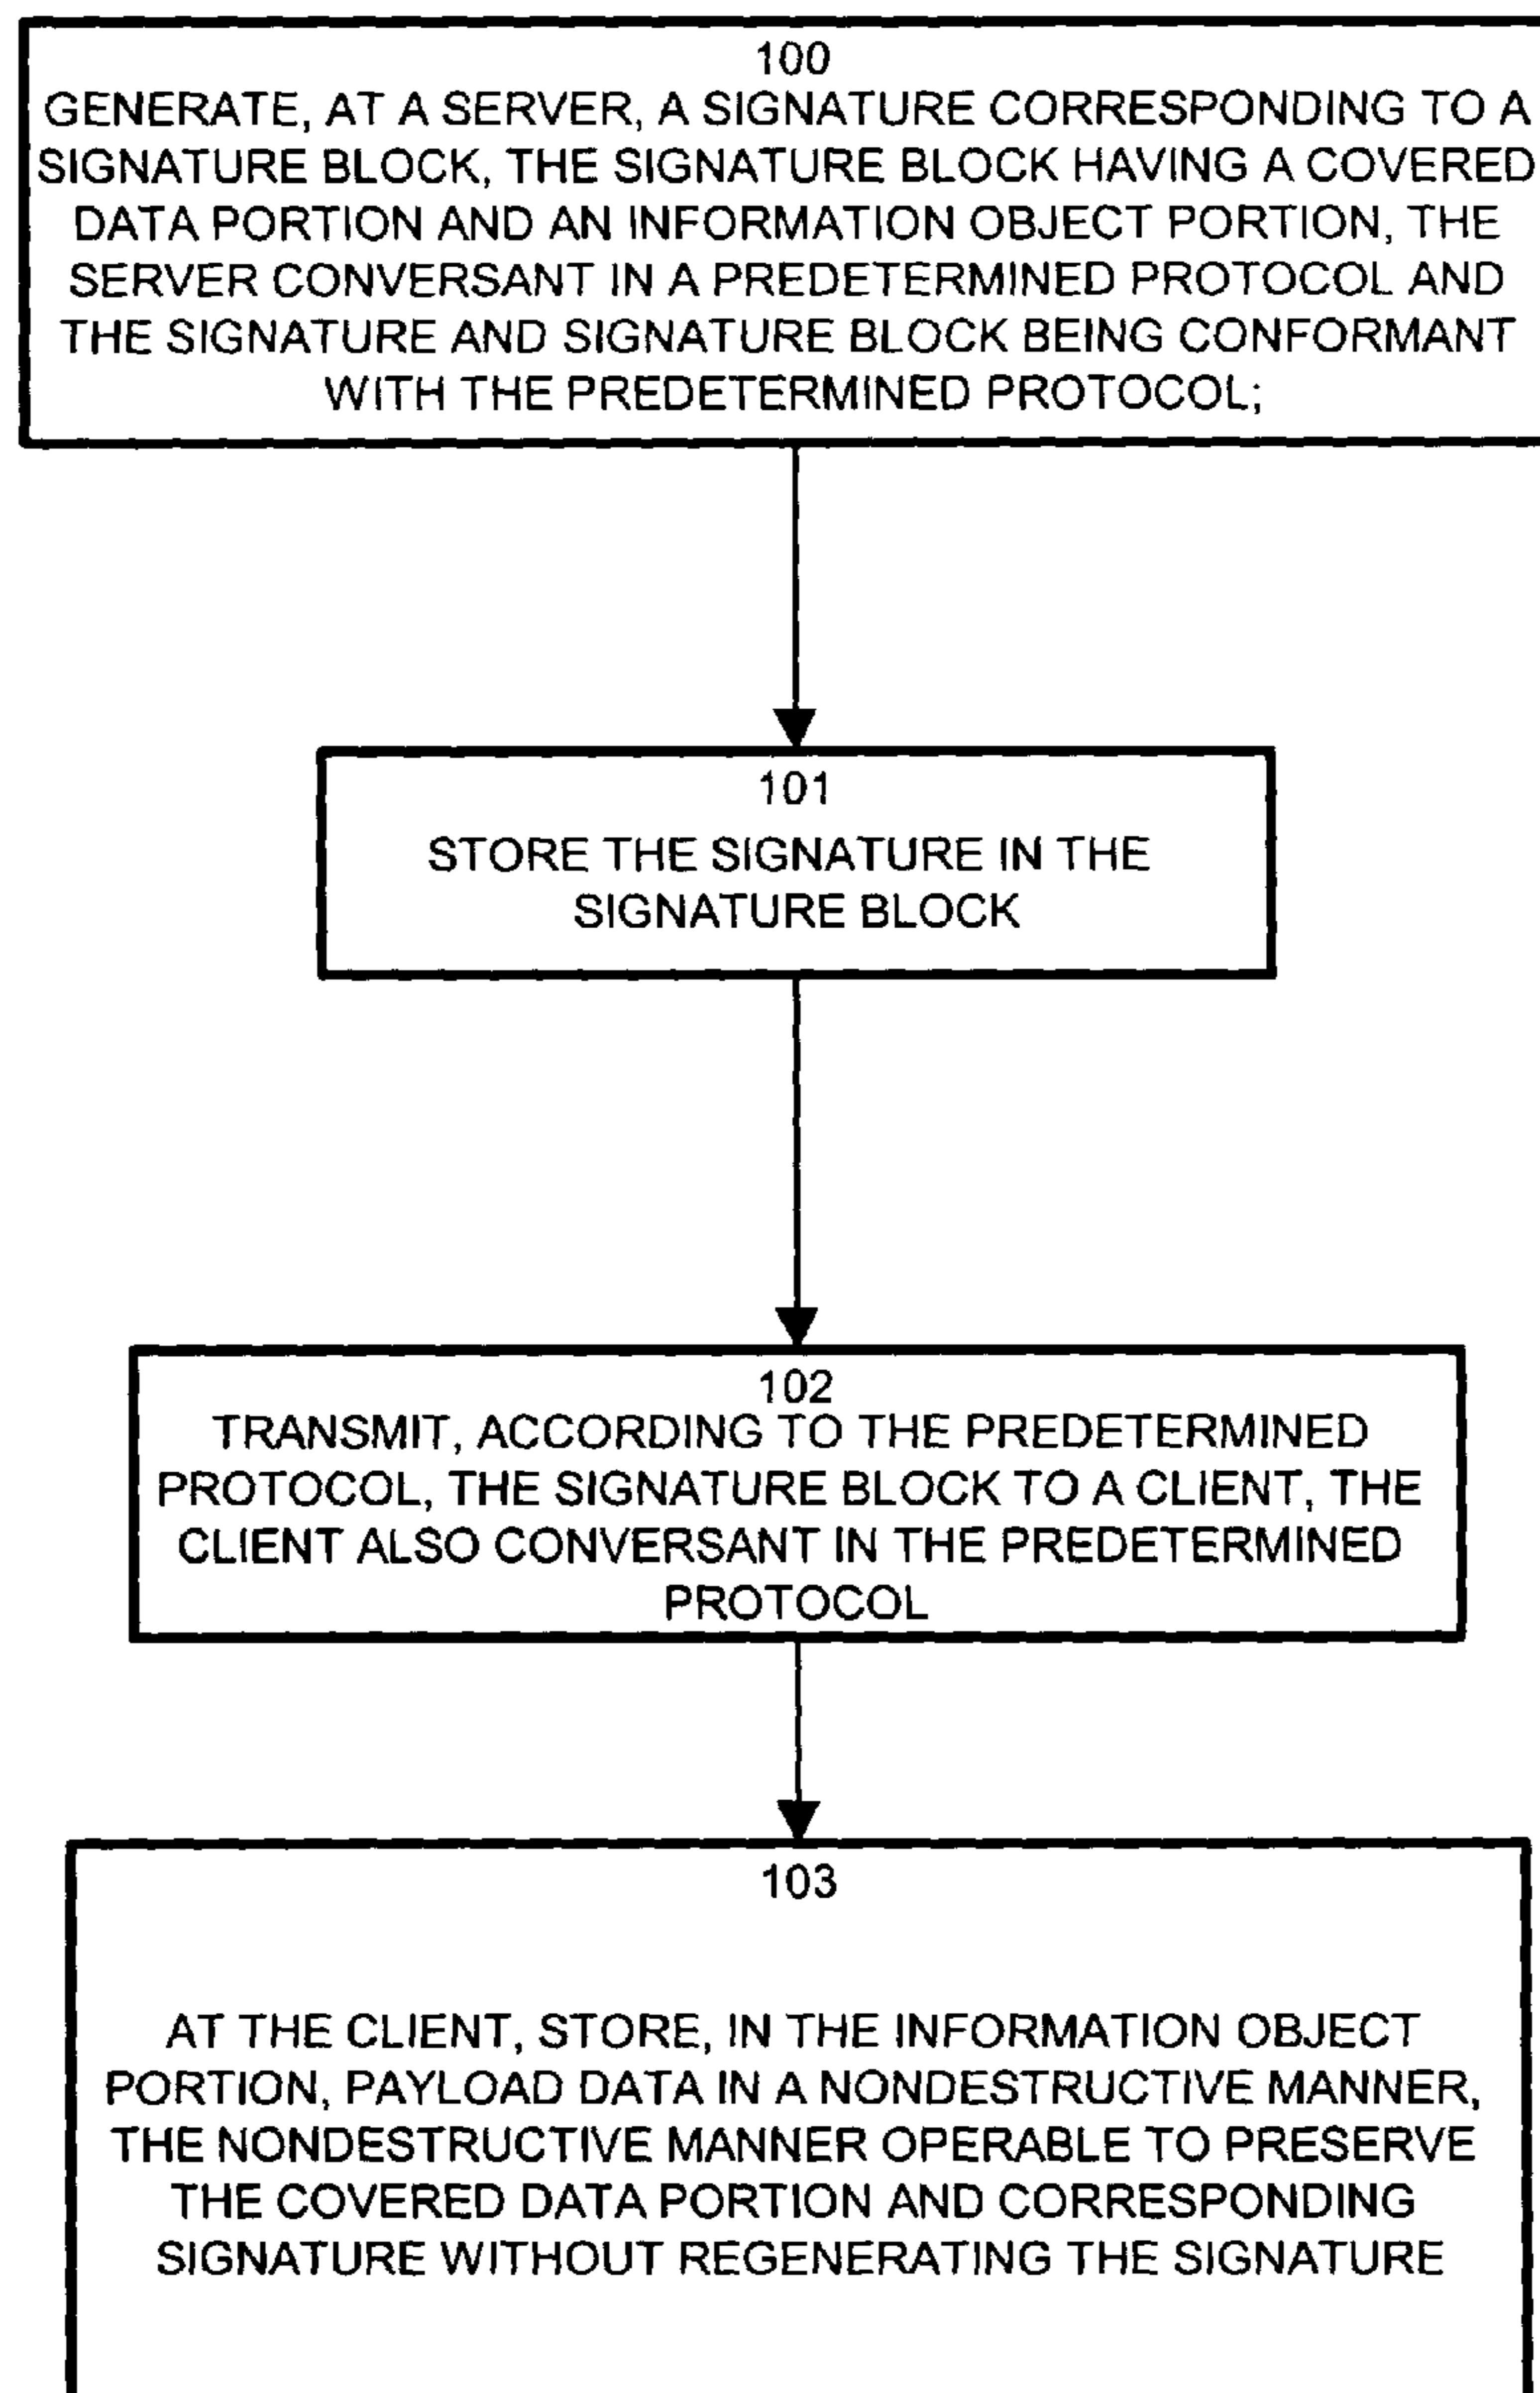 100
GENERATE, AT A SERVER, A SIGNATURE CORRESPONDING TO A
SIGNATURE BLOCK, THE SIGNATURE BLOCK HAVING A COVERED
DATA PORTION AND AN INFORMATION OBJECT PORTION, THE
SERVER CONVERSANT IN A PREDETERMINED PROTOCOL AND
THE SIGNATURE AND SIGNATURE BLOCK BEING CONFORMANT
WITH THE PREDETERMINED PROTOCOL;
101
STORE THE SIGNATURE IN THE
SIGNATURE BLOCK
102
TRANSMIT, ACCORDING TO THE PREDETERMINED
PROTOCOL, THE SIGNATURE BLOCK TO A CLIENT, THE
CLIENT ALSO CONVERSANT IN THE PREDETERMINED
PROTOCOL
103
AT THE CLIENT, STORE, IN THE INFORMATION OBJECT
PORTION, PAYLOAD DATA IN A NONDESTRUCTIVE MANNER,
THE NONDESTRUCTIVE MANNER OPERABLE TO PRESERVE
THE COVERED DATA PORTION AND CORRESPONDING
SIGNATURE WITHOUT REGENERATING THE SIGNATURE